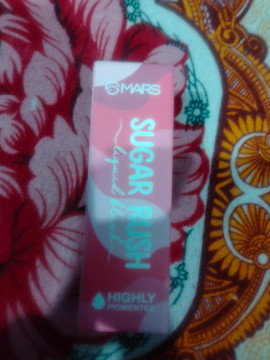 MARS
SUGAR RUSH
liquid blush
HIGHLY
PIGMENTED